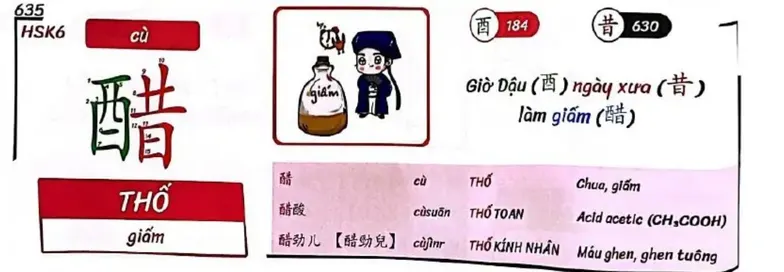 635
HSK6
cù
醋
THỐ
giấm
giấm
酉 184
昔 630
Giờ Dậu (酉) ngày xưa (昔)
làm giấm (醋)
醋 cù THỐ Chua, giấm
醋酸 cùsuān THỐ TOAN Acid acetic (CH₃COOH)
醋劲儿 【醋勁兒】 cùjìnr THỐ KÍNH NHÂN Máu ghen, ghen tuông